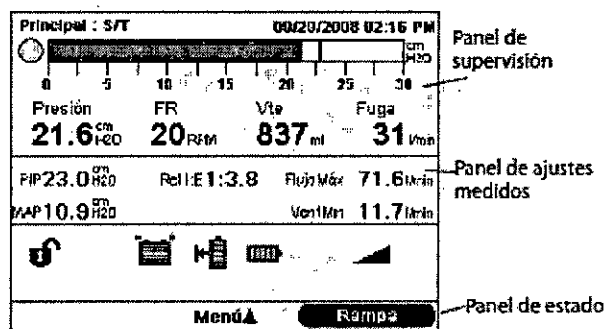 Principal : S/T 09/20/2008 02:16 PM
cm H2O
0 5 10 15 20 25 30
Panel de supervisión
Presión FR Vte Fuga
21.6 cm H2O 20 RPM 837 ml 31 l/min
PIP 23.0 cm H2O Rel I:E 1:3.8 Flujo Máx 71.6 l/min
MAP 10.9 cm H2O Vent Min 11.7 l/min
Panel de ajustes medidos
Menú Rampa
Panel de estado